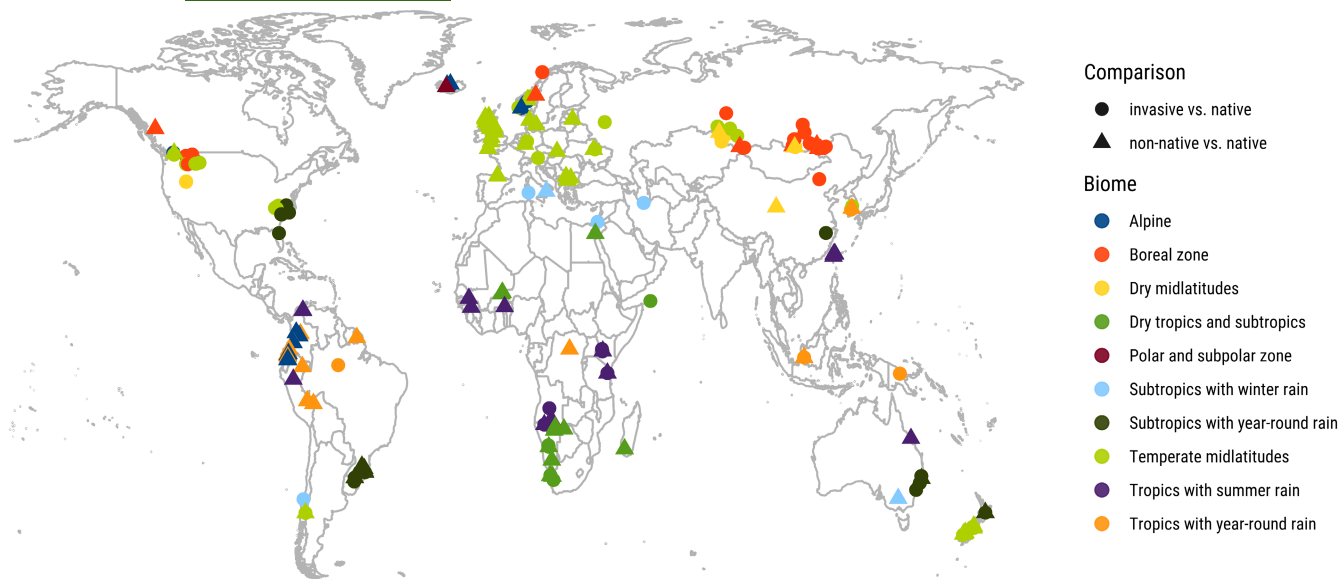 Comparison
invasive vs. native
non-native vs. native
Biome
Alpine
Boreal zone
Dry midlatitudes
Dry tropics and subtropics
Polar and subpolar zone
Subtropics with winter rain
Subtropics with year-round rain
Temperate midlatitudes
Tropics with summer rain
Tropics with year-round rain